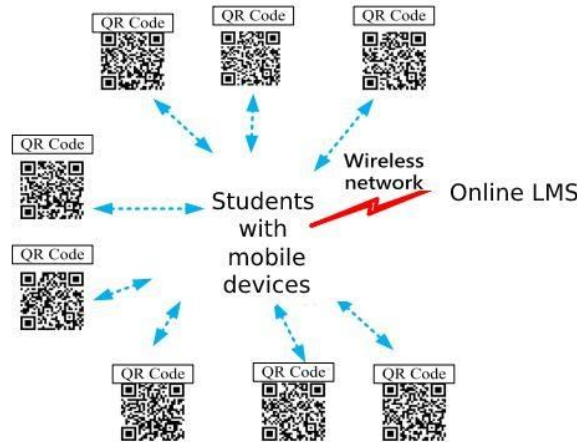 QR Code
QR Code
QR Code
QR Code
Wireless
network
Online LMS
Students
with
mobile
devices
QR Code
QR Code
QR Code
QR Code